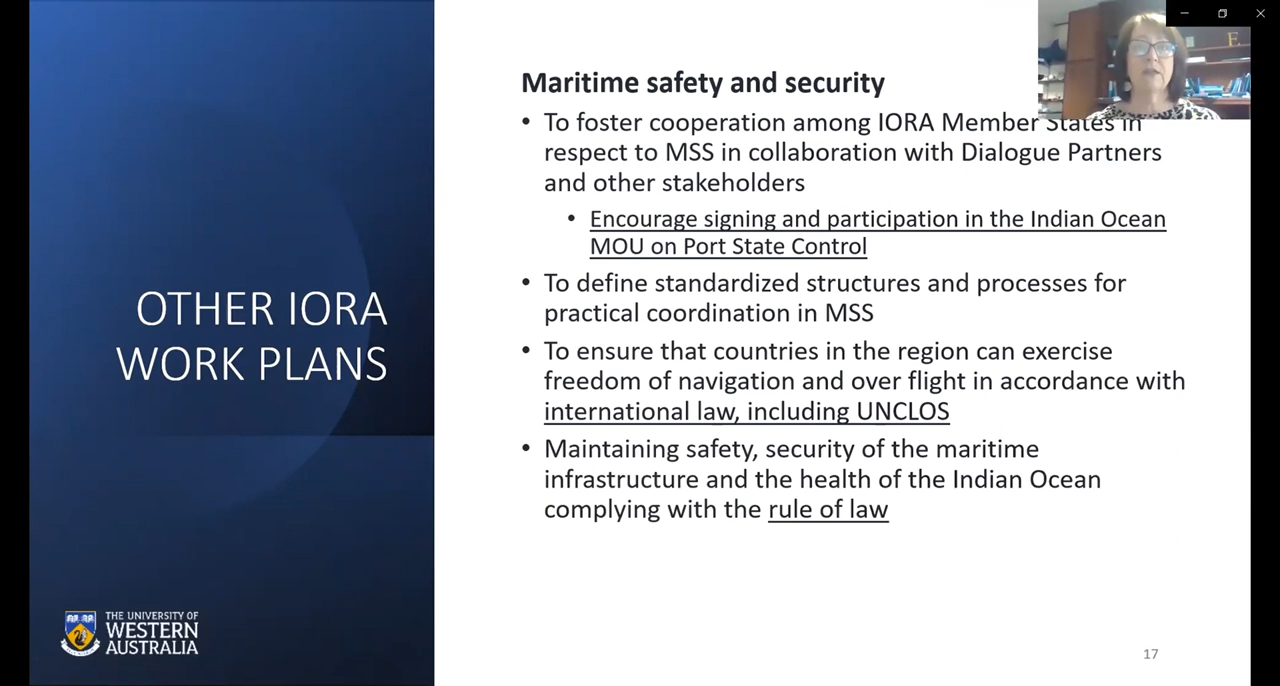 Maritime safety and security
• To foster cooperation among IORA Member States in
respect to MSS in collaboration with Dialogue Partners
and other stakeholders
• Encourage signing and participation in the Indian Ocean
MOU on Port State Control
• To define standardized structures and processes for
practical coordination in MSS
• To ensure that countries in the region can exercise
freedom of navigation and over flight in accordance with
international law, including UNCLOS
• Maintaining safety, security of the maritime
infrastructure and the health of the Indian Ocean
complying with the rule of law
OTHER IORA
WORK PLANS
THE UNIVERSITY OF
WESTERN
AUSTRALIA
17
E